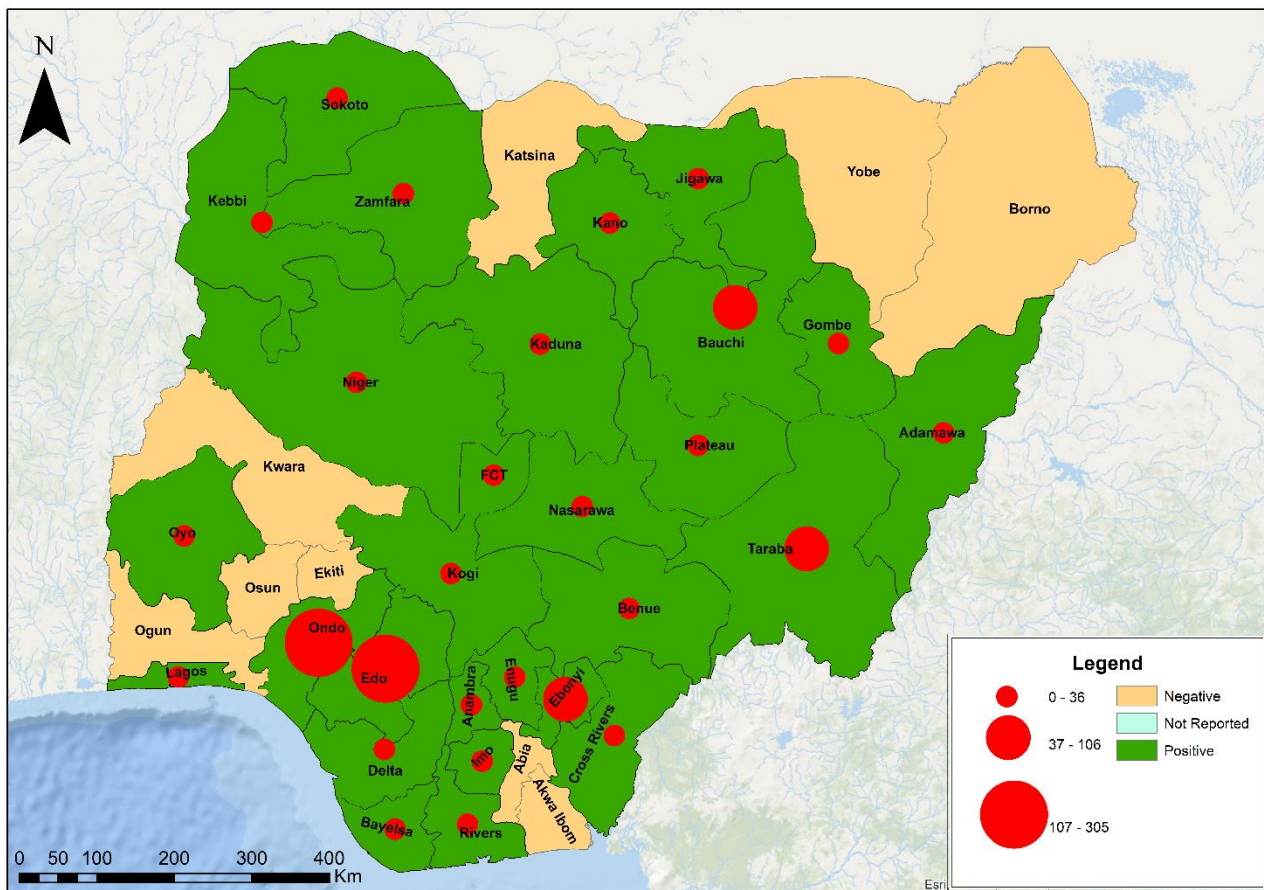 N
Sokoto
Katsina
Jigawa
Yobe
Kebbi
Zamfara
Borno
Kano
Gombe
Kaduna
Bauchi
Niger
Adamawa
Plateau
Kwara
FCT
Nasarawa
Oyo
Taraba
Kogi
Ekiti
Osun
Benue
Ondo
Ogun
Lagos
Edo
Enugu
Anambra
Ebonyi
Cross Rivers
Imo
Abia
Delta
Akwa Ibom
Bayelsa
Rivers
Legend
0 - 36
37 - 106
107 - 305
Negative
Not Reported
Positive
0 50 100 200 300 400
Km
Esri